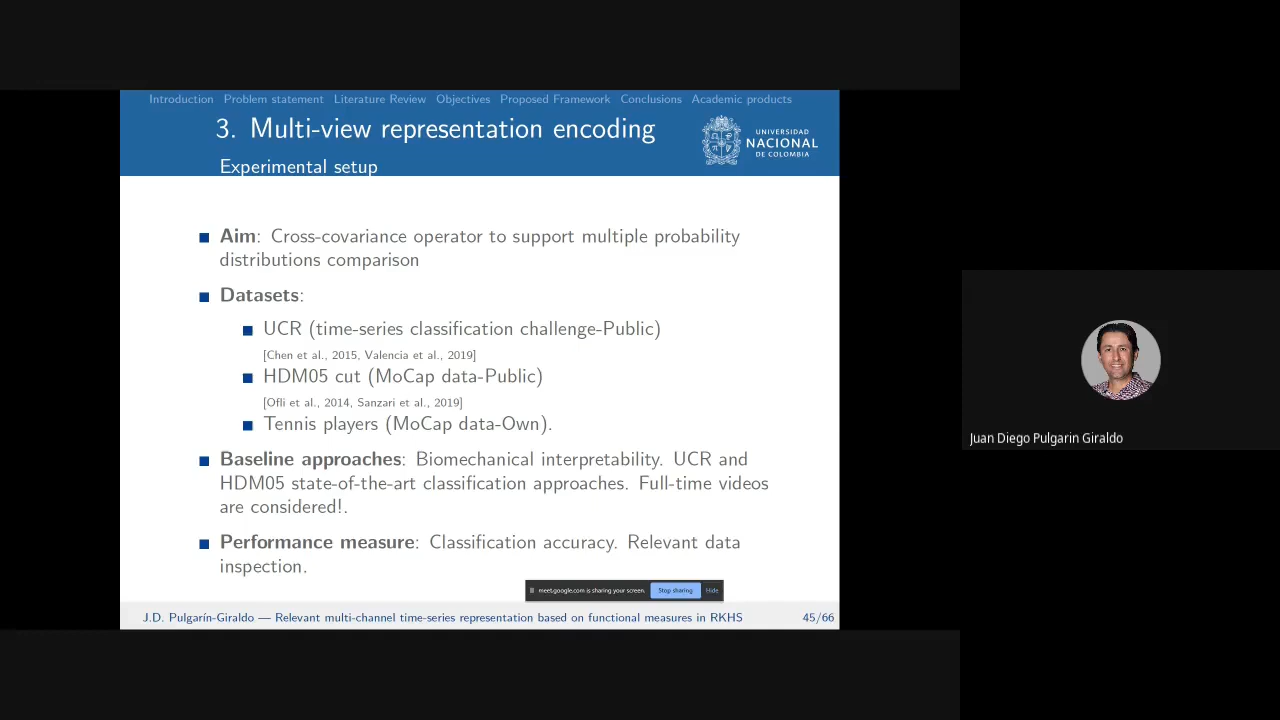 Introduction Problem statement Literature Review Objectives Proposed Framework Conclusions Academic products
3. Multi-view representation encoding
Experimental setup
UNIVERSIDAD
NACIONAL
DE COLOMBIA
Aim: Cross-covariance operator to support multiple probability
distributions comparison
Datasets:
UCR (time-series classification challenge-Public)
[Chen et al., 2015, Valencia et al., 2019]
HDM05 cut (MoCap data-Public)
[Ofli et al., 2014, Sanzari et al., 2019]
Tennis players (MoCap data-Own).
Baseline approaches: Biomechanical interpretability. UCR and
HDM05 state-of-the-art classification approaches. Full-time videos
are considered!.
Performance measure: Classification accuracy. Relevant data
inspection.
meet.google.com is sharing your screen. Stop sharing Hide
J.D. Pulgarín-Giraldo — Relevant multi-channel time-series representation based on functional measures in RKHS 45/66
Juan Diego Pulgarin Giraldo